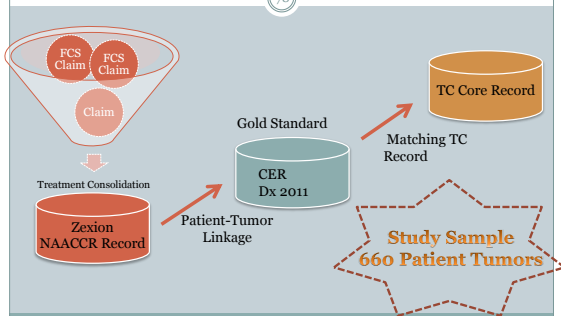 FCS
Claim
FCS
Claim
Claim
Treatment Consolidation
Zexion
NAACCR Record
Patient-Tumor
Linkage
Gold Standard
CER
Dx 2011
Matching TC
Record
TC Core Record
Study Sample
660 Patient Tumors